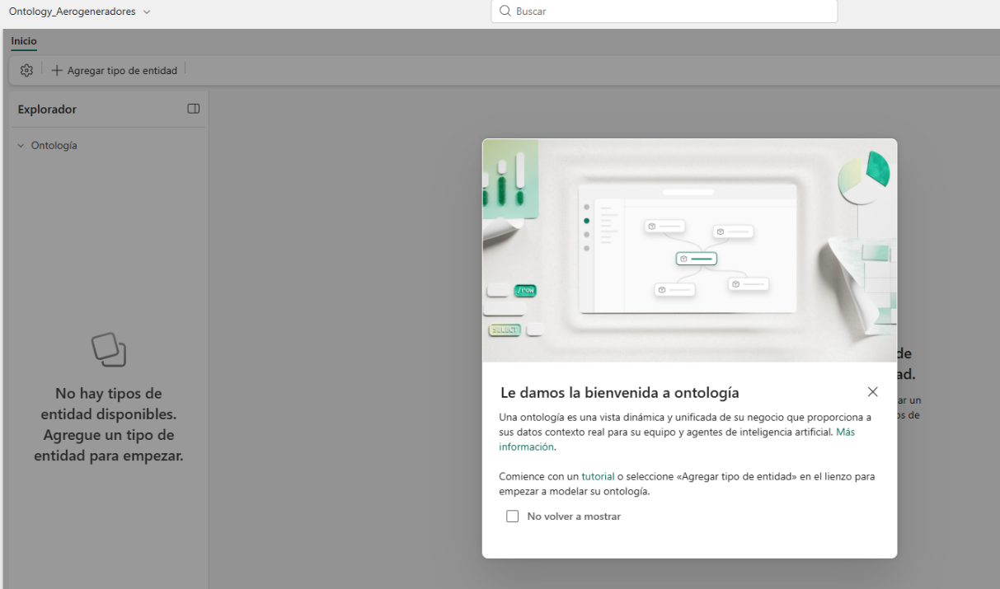 Ontology_Aerogeneradores
Buscar
Inicio
Agregar tipo de entidad
Explorador
Ontología
No hay tipos de
entidad disponibles.
Agregue un tipo de
entidad para empezar.
SELECT
de
ad.
ar un
os de
Le damos la bienvenida a ontología
Una ontología es una vista dinámica y unificada de su negocio que proporciona a
sus datos contexto real para su equipo y agentes de inteligencia artificial. Más
información.
Comience con un tutorial o seleccione «Agregar tipo de entidad» en el lienzo para
empezar a modelar su ontología.
No volver a mostrar